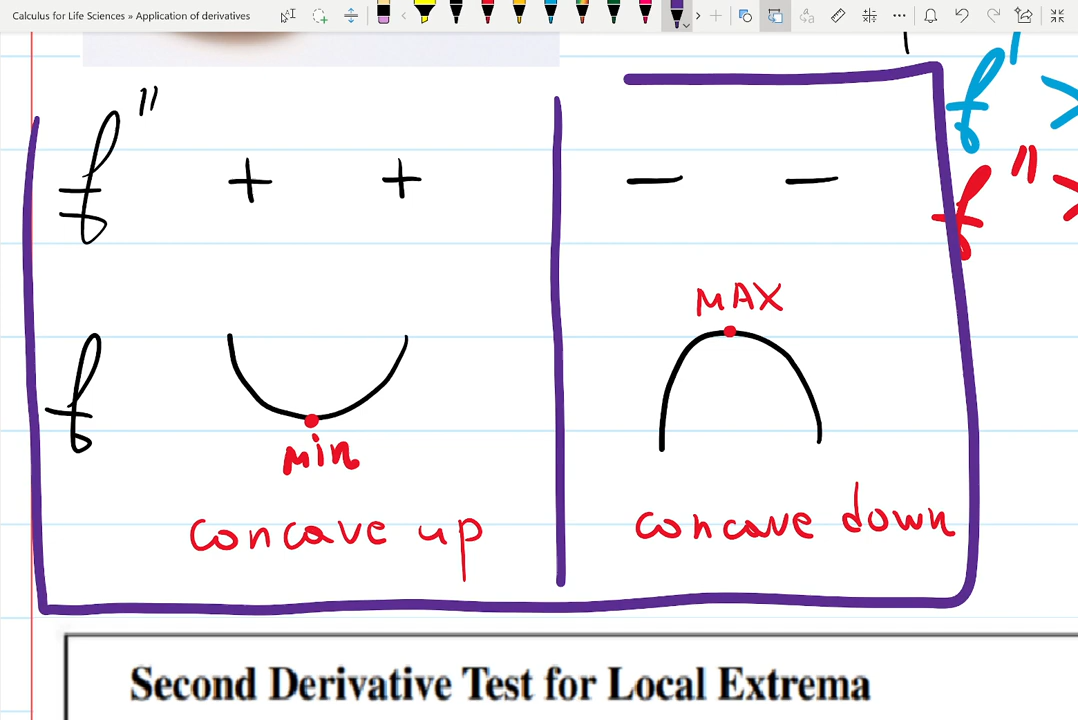 Calculus for Life Sciences » Application of derivatives
f' >
f" + + − −
f" >
MAX
f
min
concave up concave down
Second Derivative Test for Local Extrema